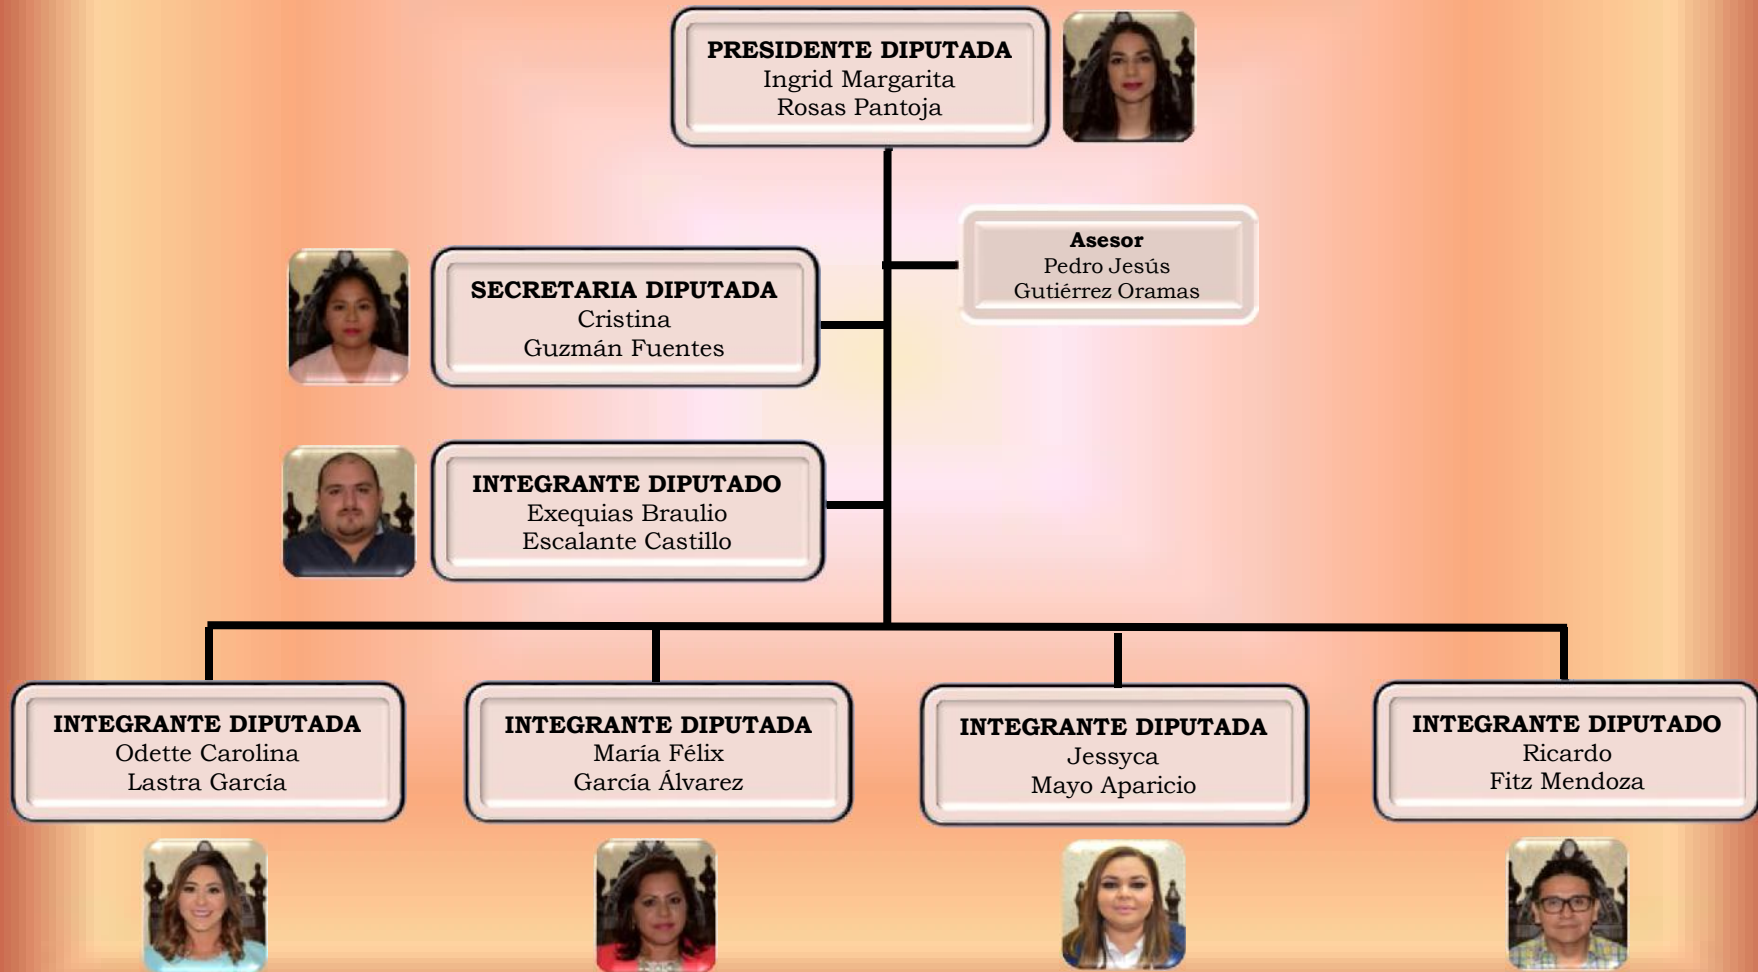 PRESIDENTE DIPUTADA
Ingrid Margarita
Rosas Pantoja
Asesor
Pedro Jesús
Gutiérrez Oramas
SECRETARIA DIPUTADA
Cristina
Guzmán Fuentes
INTEGRANTE DIPUTADO
Exequias Braulio
Escalante Castillo
INTEGRANTE DIPUTADA
Odette Carolina
Lastra García
INTEGRANTE DIPUTADA
María Félix
García Álvarez
INTEGRANTE DIPUTADA
Jessyca
Mayo Aparicio
INTEGRANTE DIPUTADO
Ricardo
Fitz Mendoza